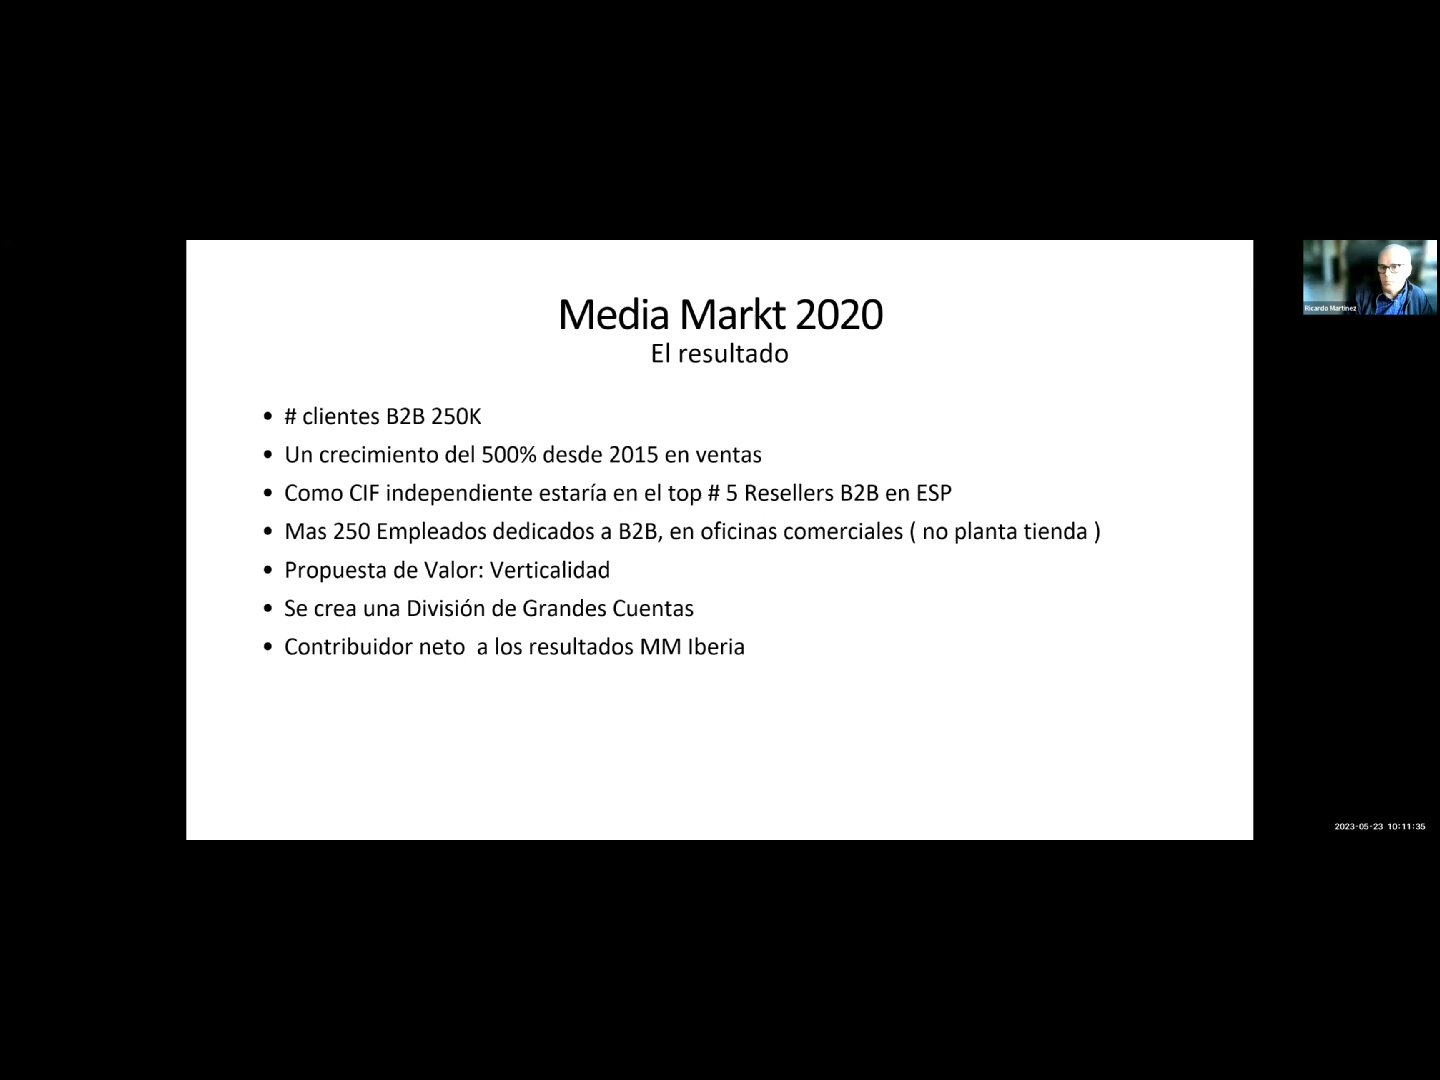 Media Markt 2020
El resultado
• # clientes B2B 250K
• Un crecimiento del 500% desde 2015 en ventas
• Como CIF independiente estaría en el top # 5 Resellers B2B en ESP
• Mas 250 Empleados dedicados a B2B, en oficinas comerciales ( no planta tienda )
• Propuesta de Valor: Verticalidad
• Se crea una División de Grandes Cuentas
• Contribuidor neto  a los resultados MM Iberia
Ricardo Martinez
2023-05-23 10:11:35